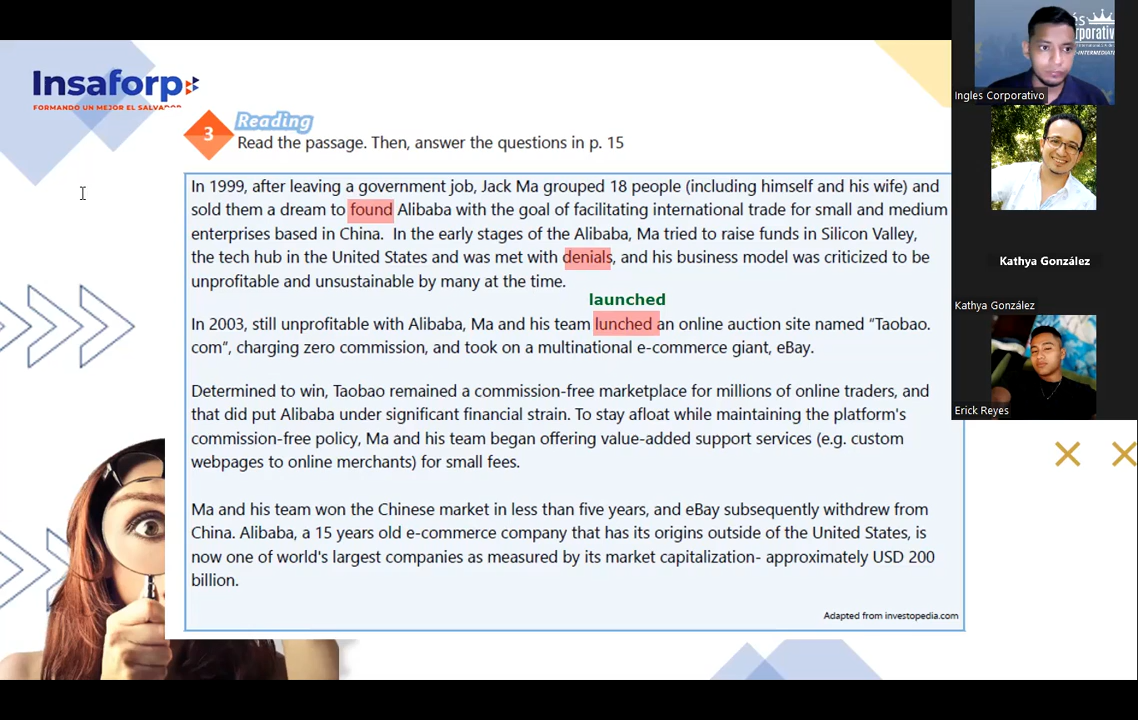 Insaforp
FORMANDO UN MEJOR EL SALVADOR
3
Reading
Read the passage. Then, answer the questions in p. 15
In 1999, after leaving a government job, Jack Ma grouped 18 people (including himself and his wife) and
sold them a dream to found Alibaba with the goal of facilitating international trade for small and medium
enterprises based in China. In the early stages of the Alibaba, Ma tried to raise funds in Silicon Valley,
the tech hub in the United States and was met with denials, and his business model was criticized to be
unprofitable and unsustainable by many at the time.
launched
In 2003, still unprofitable with Alibaba, Ma and his team lunched an online auction site named “Taobao.
com”, charging zero commission, and took on a multinational e-commerce giant, eBay.
Determined to win, Taobao remained a commission-free marketplace for millions of online traders, and
that did put Alibaba under significant financial strain. To stay afloat while maintaining the platform's
commission-free policy, Ma and his team began offering value-added support services (e.g. custom
webpages to online merchants) for small fees.
Ma and his team won the Chinese market in less than five years, and eBay subsequently withdrew from
China. Alibaba, a 15 years old e-commerce company that has its origins outside of the United States, is
now one of world's largest companies as measured by its market capitalization- approximately USD 200
billion.
Adapted from investopedia.com
Ingles Corporativo
Kathya González
Kathya González
Erick Reyes